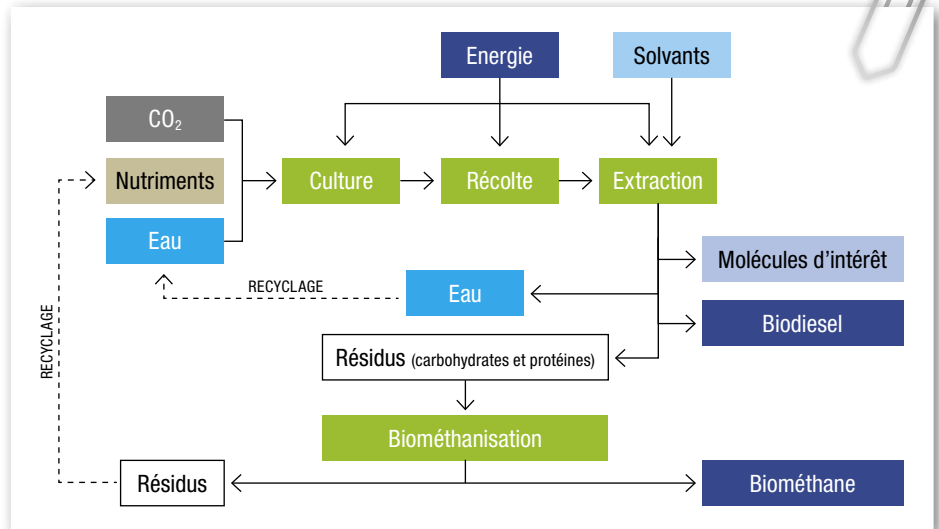 Energie
Solvants
CO₂
Nutriments
Culture
Récolte
Extraction
Eau
Molécules d'intérêt
RECYCLAGE
Eau
Biodiesel
RECYCLAGE
Résidus (carbohydrates et protéines)
Biométhanisation
Résidus
Biométhane